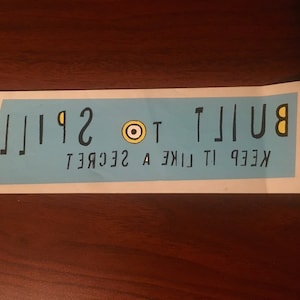 BUILT TO SPILL
KEEP IT LIKE A SECRET